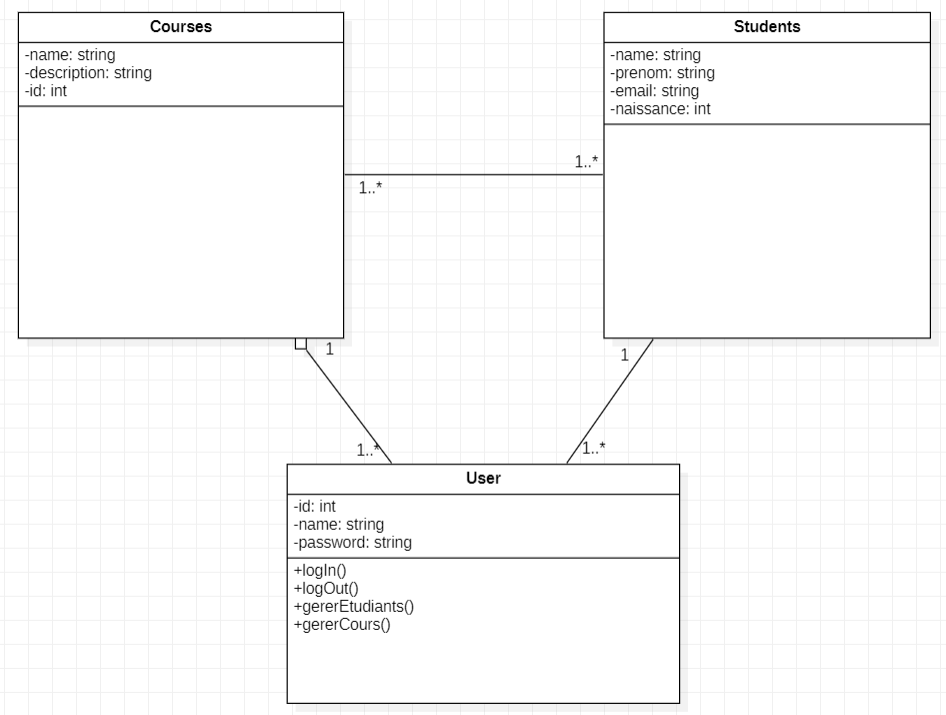 Courses
-name: string
-description: string
-id: int
Students
-name: string
-prenom: string
-email: string
-naissance: int
1..*
1..*
1
1
1..*
1..*
User
-id: int
-name: string
-password: string
+logIn()
+logOut()
+gererEtudiants()
+gererCours()